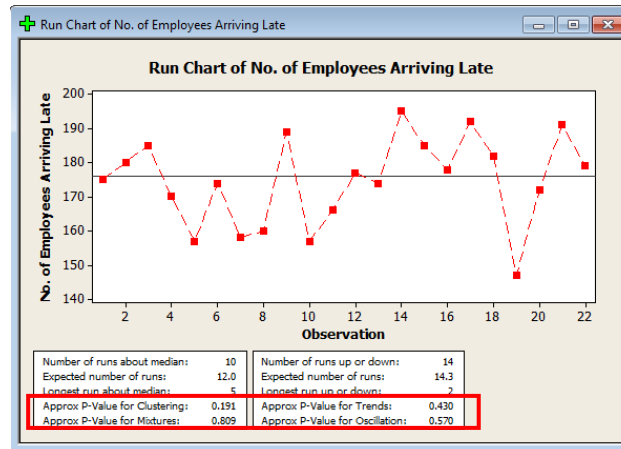 Run Chart of No. of Employees Arriving Late
Run Chart of No. of Employees Arriving Late
No. of Employees Arriving Late
200
190
180
170
160
150
140
2 4 6 8 10 12 14 16 18 20 22
Observation
Number of runs about median: 10
Expected number of runs: 12.0
Longest run about median: 5
Approx P-Value for Clustering: 0.191
Approx P-Value for Mixtures: 0.809
Number of runs up or down: 14
Expected number of runs: 14.3
Longest run up or down: 2
Approx P-Value for Trends: 0.430
Approx P-Value for Oscillation: 0.570